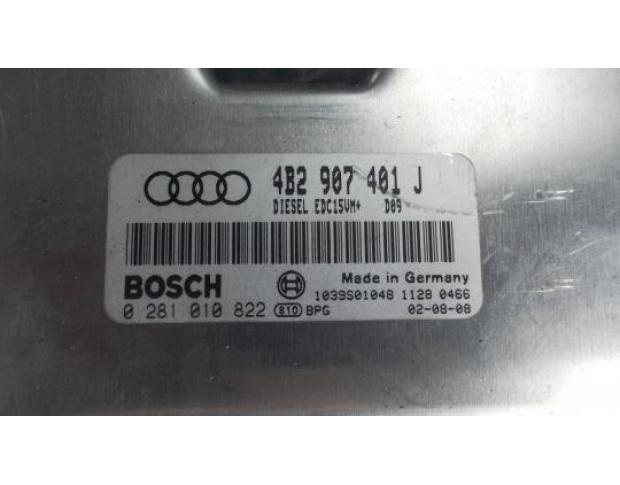 4B2 907 401 J
DIESEL EDC15VM+ D09
BOSCH
Made in Germany
1039S01048 1128 0466
0 281 010 822 810 BPG 02-08-08